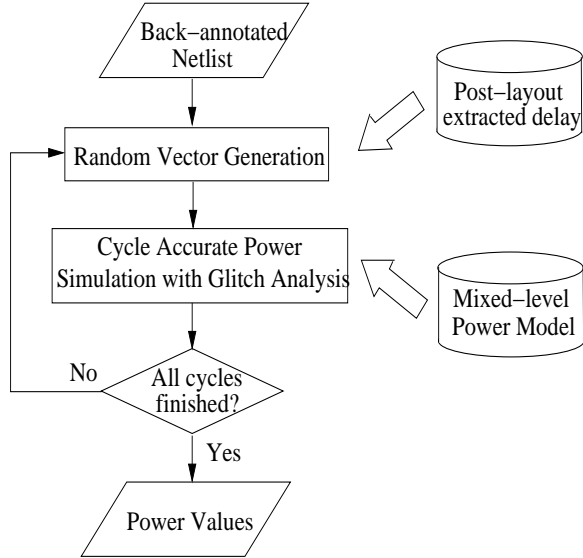 Back−annotated
Netlist
Post−layout
extracted delay
Random Vector Generation
Cycle Accurate Power
Simulation with Glitch Analysis
Mixed−level
Power Model
No
All cycles
finished?
Yes
Power Values